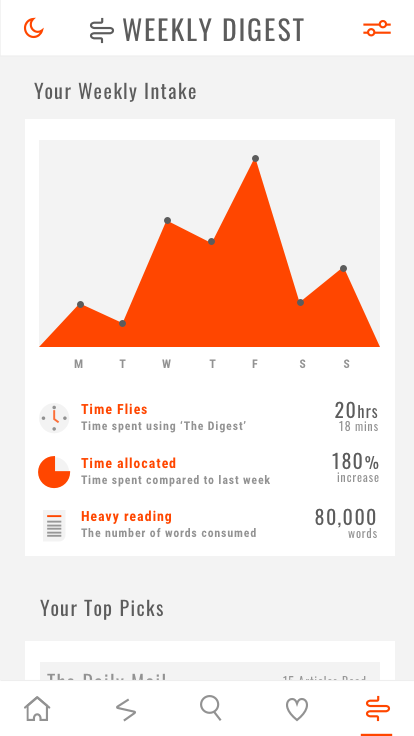 WEEKLY DIGEST
Your Weekly Intake
M T W T F S S
Time Flies
Time spent using ‘The Digest’
20hrs
18 mins
Time allocated
Time spent compared to last week
180%
increase
Heavy reading
The number of words consumed
80,000
words
Your Top Picks
The Daily Mail
15 Articles Read